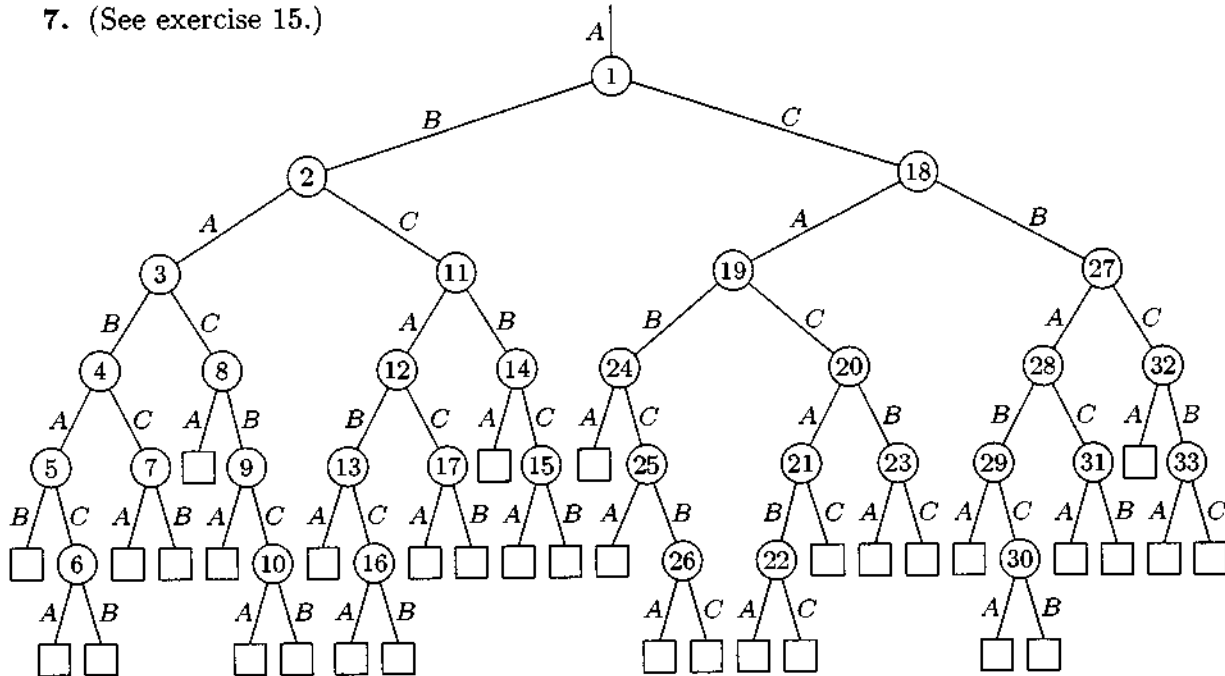 7. (See exercise 15.)
A
1
B C
2 18
A C A B
3 11 19 27
B C A B B C A C
4 8 12 14 24 20 28 32
A C A B B C A C A C A B B C A B
5 7 9 13 17 15 25 21 23 29 31 33
B C A B A C A C A B A B A B B C A C A C A B A C
6 10 16 26 22 30
A B A B A B A C A C A B